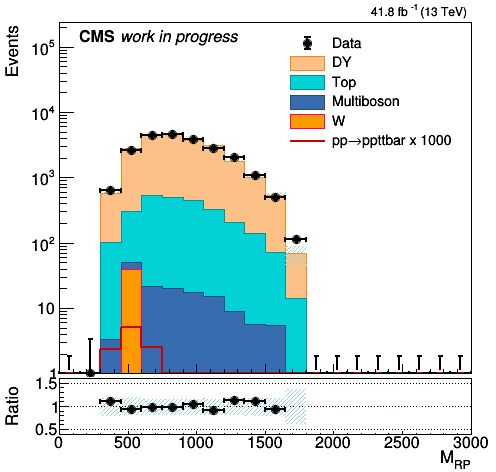 41.8 fb⁻¹ (13 TeV)
CMS work in progress
Events
10⁵
10⁴
10³
10²
10
1
Data
DY
Top
Multiboson
W
pp→ppttbar x 1000
Ratio
1.5
1
0.5
0 500 1000 1500 2000 2500 3000
M_RP